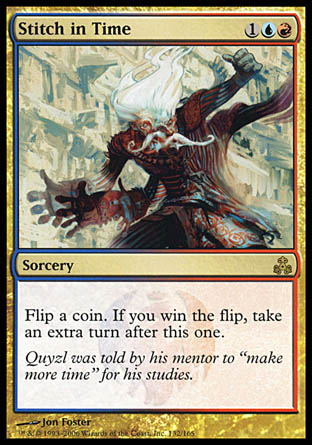 Stitch in Time 1
Sorcery
Flip a coin. If you win the flip, take
an extra turn after this one.
Quyzl was told by his mentor to “make
more time” for his studies.
Jon Foster
™ & © 1993–2006 Wizards of the Coast, Inc. 132/165